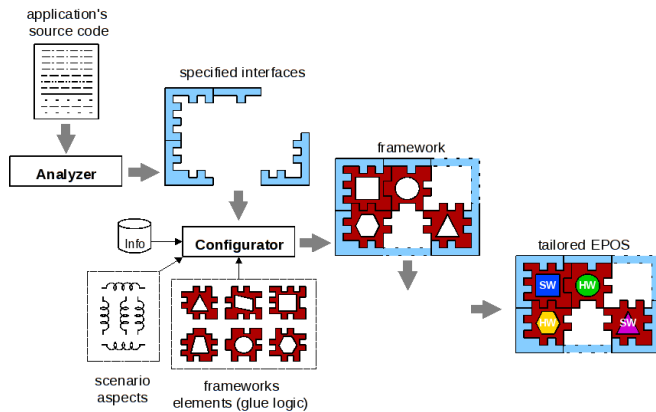 application's
source code
specified interfaces
Analyzer
framework
Info
Configurator
tailored EPOS
SW
HW
HW
SW
scenario
aspects
frameworks
elements (glue logic)